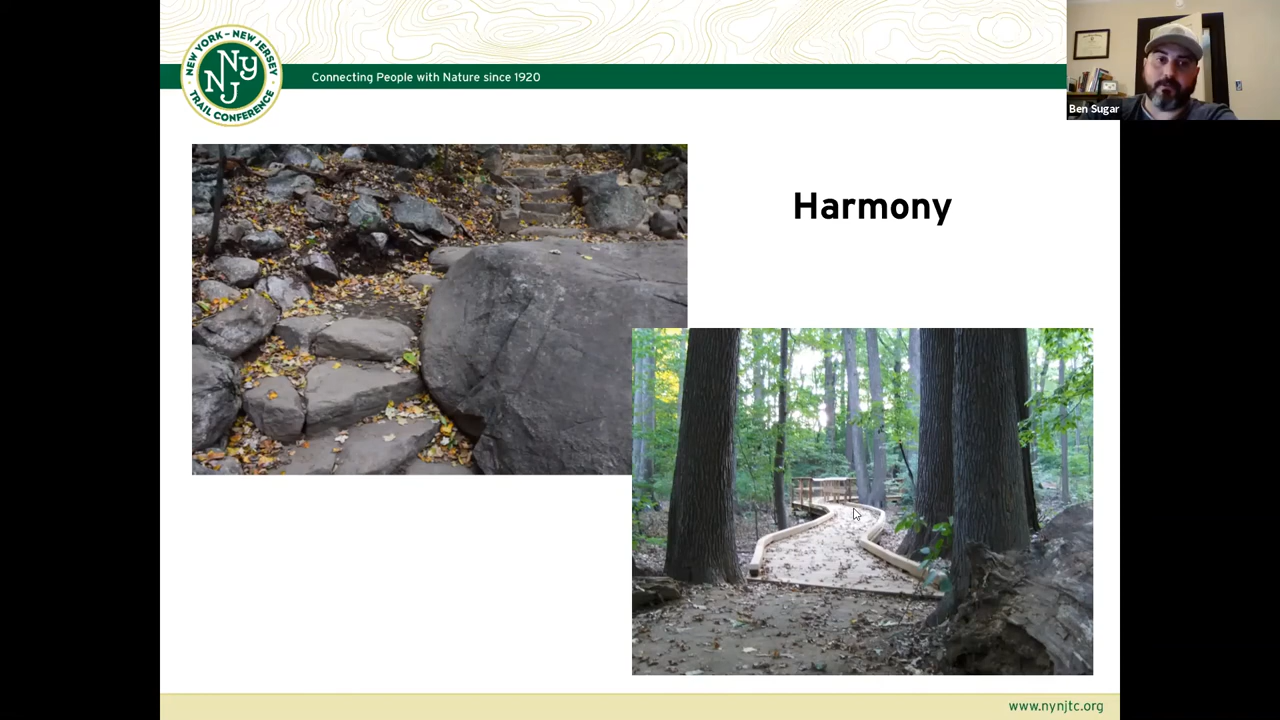 NEW YORK – NEW JERSEY
NY
NJ
TRAIL CONFERENCE
Connecting People with Nature since 1920
Ben Sugar
Harmony
www.nynjtc.org